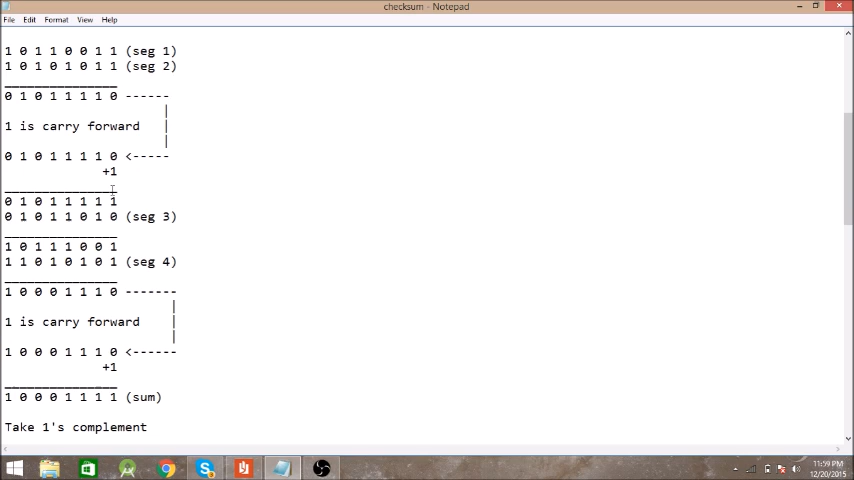 checksum - Notepad
File Edit Format View Help
1 0 1 1 0 0 1 1 (seg 1)
1 0 1 0 1 0 1 1 (seg 2)
_______________
0 1 0 1 1 1 1 0 ------
|
1 is carry forward |
|
0 1 0 1 1 1 1 0 <-----
+1
_______________
0 1 0 1 1 1 1 1
0 1 0 1 1 0 1 0 (seg 3)
_______________
1 0 1 1 1 0 0 1
1 1 0 1 0 1 0 1 (seg 4)
_______________
1 0 0 0 1 1 1 0 -------
|
1 is carry forward |
|
1 0 0 0 1 1 1 0 <------
+1
_______________
1 0 0 0 1 1 1 1 (sum)
Take 1's complement
11:59 PM
12/20/2015